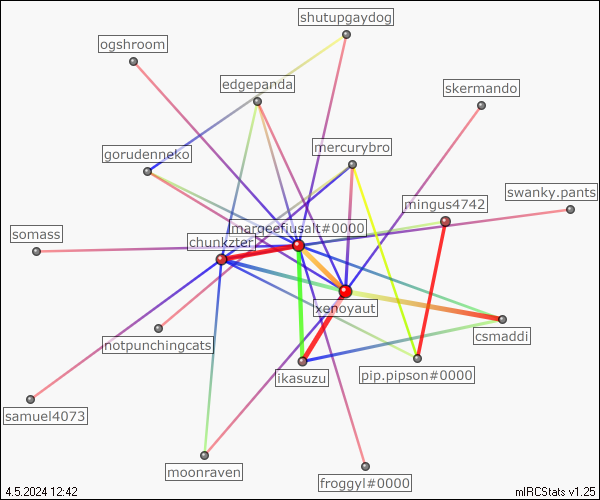 shutupgaydog
ogshroom
edgepanda
skermando
mercurybro
gorudenneko
swanky.pants
mingus4742
margefiusalt#0000
somass
chunkzter
xenoyaut
csmaddi
notpunchingcats
ikasuzu
pip.pipson#0000
samuel4073
moonraven
froggyl#0000
4.5.2024 12:42
mIRCStats v1.25